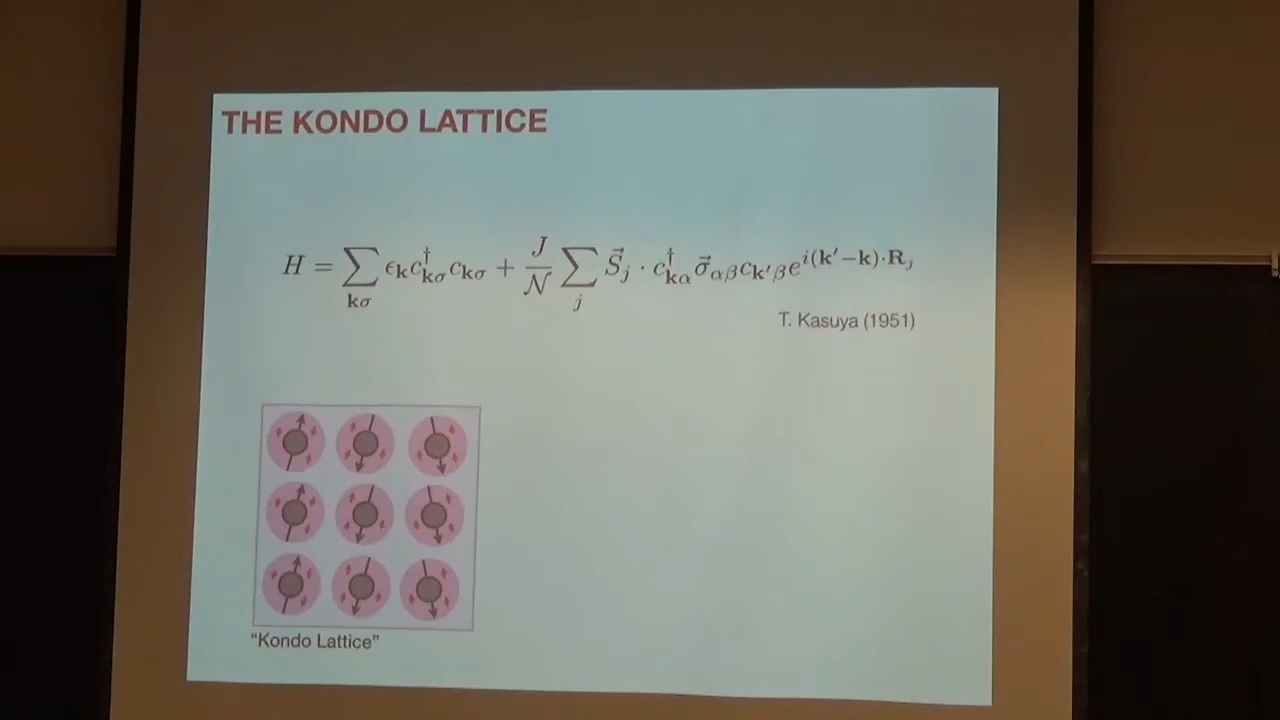 THE KONDO LATTICE
H = \sum_{\mathbf{k}\sigma} \epsilon_{\mathbf{k}} c^{\dagger}_{\mathbf{k}\sigma} c_{\mathbf{k}\sigma} + \frac{J}{\mathcal{N}} \sum_{j} \vec{S}_j \cdot c^{\dagger}_{\mathbf{k}\alpha} \vec{\sigma}_{\alpha\beta} c_{\mathbf{k}'\beta} e^{i(\mathbf{k}'-\mathbf{k})\cdot\mathbf{R}_j}
T. Kasuya (1951)
“Kondo Lattice”